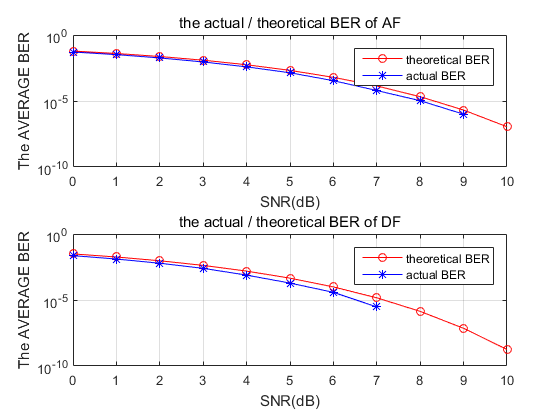 the actual / theoretical BER of AF
The AVERAGE BER
10^0
10^-5
10^-10
theoretical BER
actual BER
0 1 2 3 4 5 6 7 8 9 10
SNR(dB)
the actual / theoretical BER of DF
The AVERAGE BER
10^0
10^-5
10^-10
theoretical BER
actual BER
0 1 2 3 4 5 6 7 8 9 10
SNR(dB)